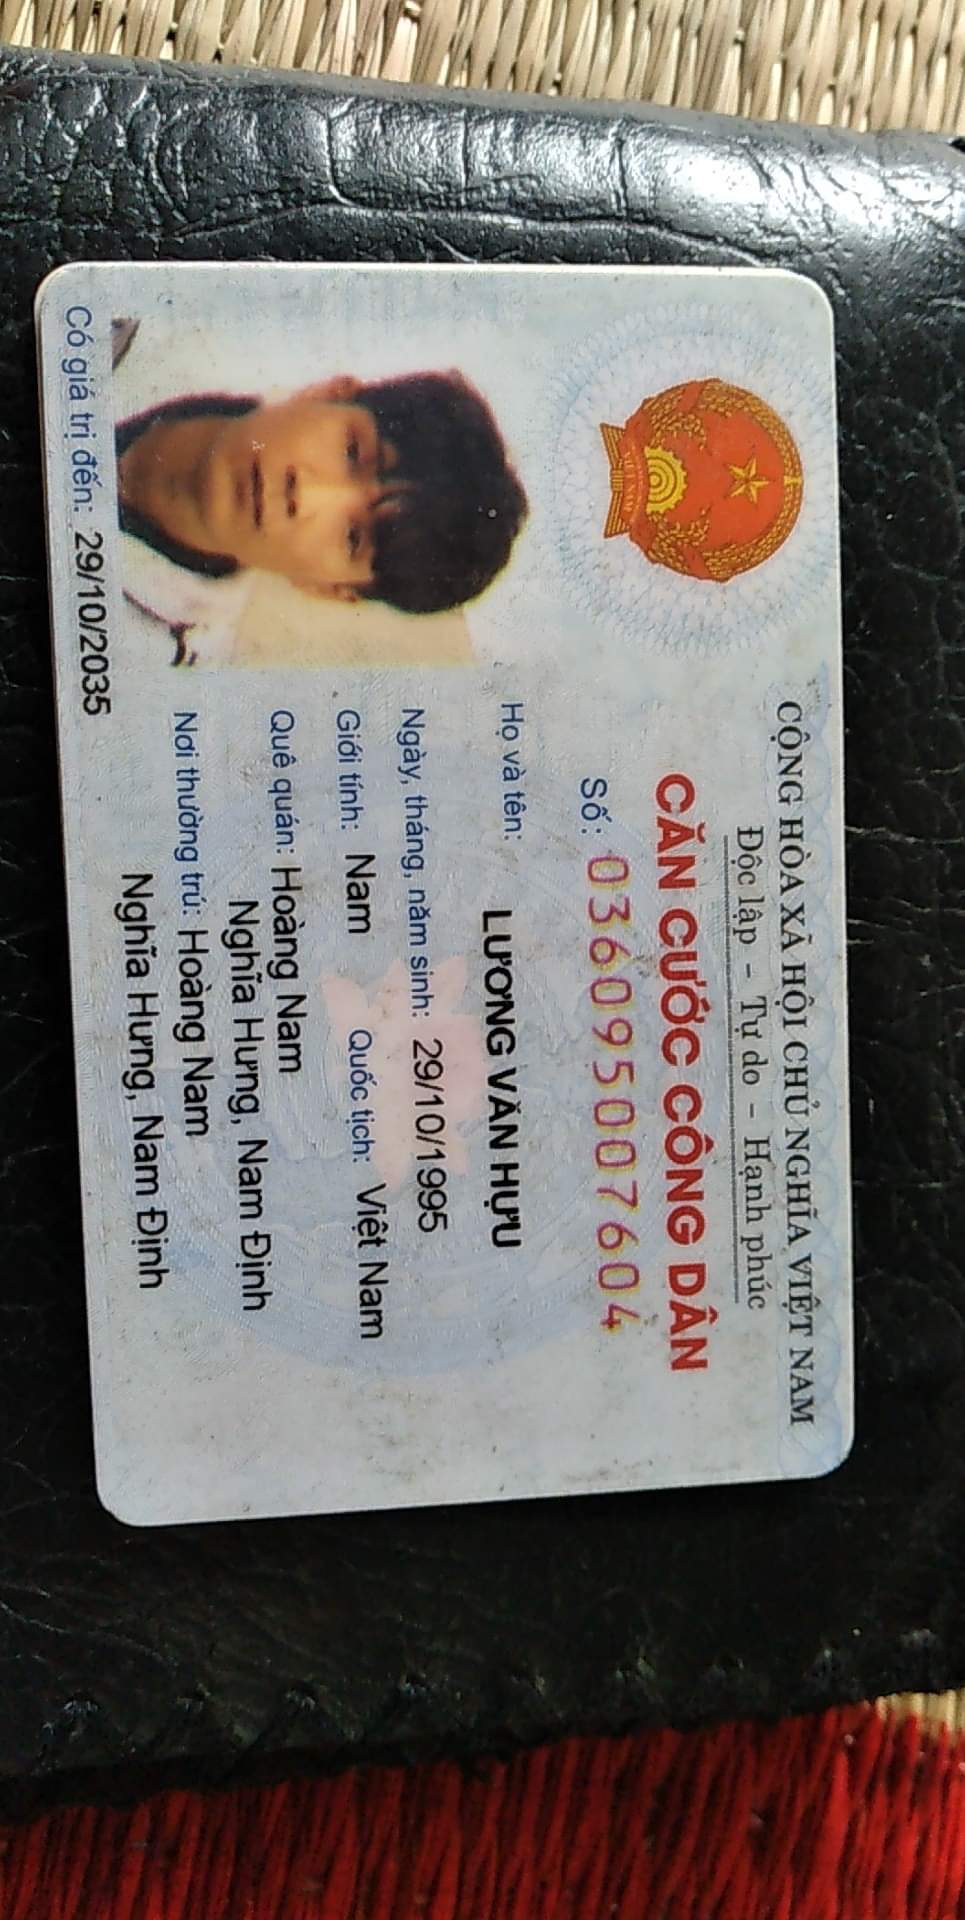 CỘNG HÒA XÃ HỘI CHỦ NGHĨA VIỆT NAM
Độc lập - Tự do - Hạnh phúc
CĂN CƯỚC CÔNG DÂN
Số: 036095007604
Họ và tên: LƯƠNG VĂN HỰU
Ngày, tháng, năm sinh: 29/10/1995
Giới tính: Nam Quốc tịch: Việt Nam
Quê quán: Hoàng Nam
Nghĩa Hưng, Nam Định
Nơi thường trú: Hoàng Nam
Nghĩa Hưng, Nam Định
Có giá trị đến: 29/10/2035